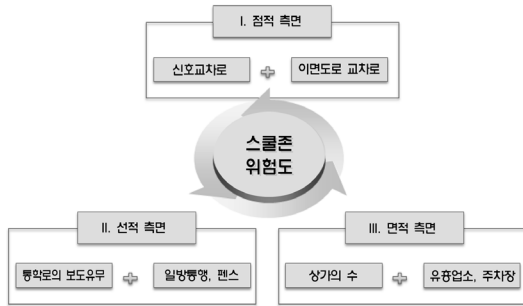 I. 점적 측면
신호교차로 + 이면도로 교차로
스쿨존
위험도
II. 선적 측면
통학로의 보도유무 + 일방통행, 펜스
III. 면적 측면
상가의 수 + 유흥업소, 주차장